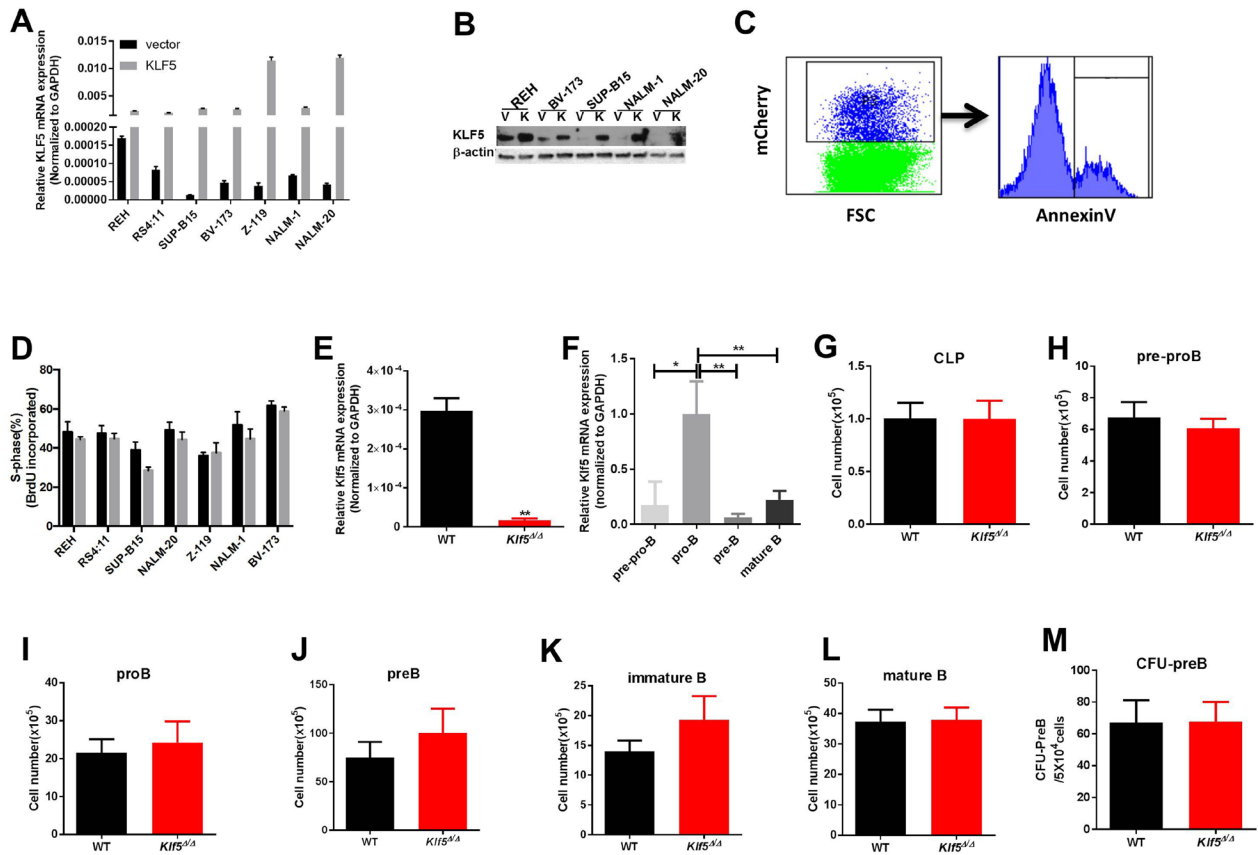 A
vector
KLF5
Relative KLF5 mRNA expression
(Normalized to GAPDH)
0.015
0.010
0.005
0.00020
0.00015
0.00010
0.00005
0.00000
REH
RS4:11
SUP-B15
BV-173
Z-119
NALM-1
NALM-20
B
REH
BV-173
SUP-B15
NALM-1
NALM-20
V K V K V K V K V K
KLF5
β-actin
C
mCherry
FSC
AnnexinV
D
S-phase(%)
(BrdU incorporated)
80
60
40
20
0
REH
RS4:11
SUP-B15
NALM-20
Z-119
NALM-1
BV-173
E
Relative Klf5 mRNA expression
(Normalized to GAPDH)
4×10-4
3×10-4
2×10-4
1×10-4
0
**
WT
Klf5Δ/Δ
F
Relative Klf5 mRNA expression
(normalized to GAPDH)
1.5
1.0
0.5
0.0
*
**
**
pre-pro-B
pro-B
pre-B
mature B
G
CLP
Cell number(x10⁵)
1.5
1.0
0.5
0.0
WT
Klf5Δ/Δ
H
pre-proB
Cell number(x10⁵)
10
8
6
4
2
0
WT
Klf5Δ/Δ
I
proB
Cell number(x10⁵)
40
30
20
10
0
WT
Klf5Δ/Δ
J
preB
Cell number(x10⁵)
150
100
50
0
WT
Klf5Δ/Δ
K
immature B
Cell number(x10⁵)
30
25
20
15
10
5
0
WT
Klf5Δ/Δ
L
mature B
Cell number(x10⁵)
50
40
30
20
10
0
WT
Klf5Δ/Δ
M
CFU-preB
CFU-PreB
/5X10⁴cells
80
60
40
20
0
WT
Klf5Δ/Δ